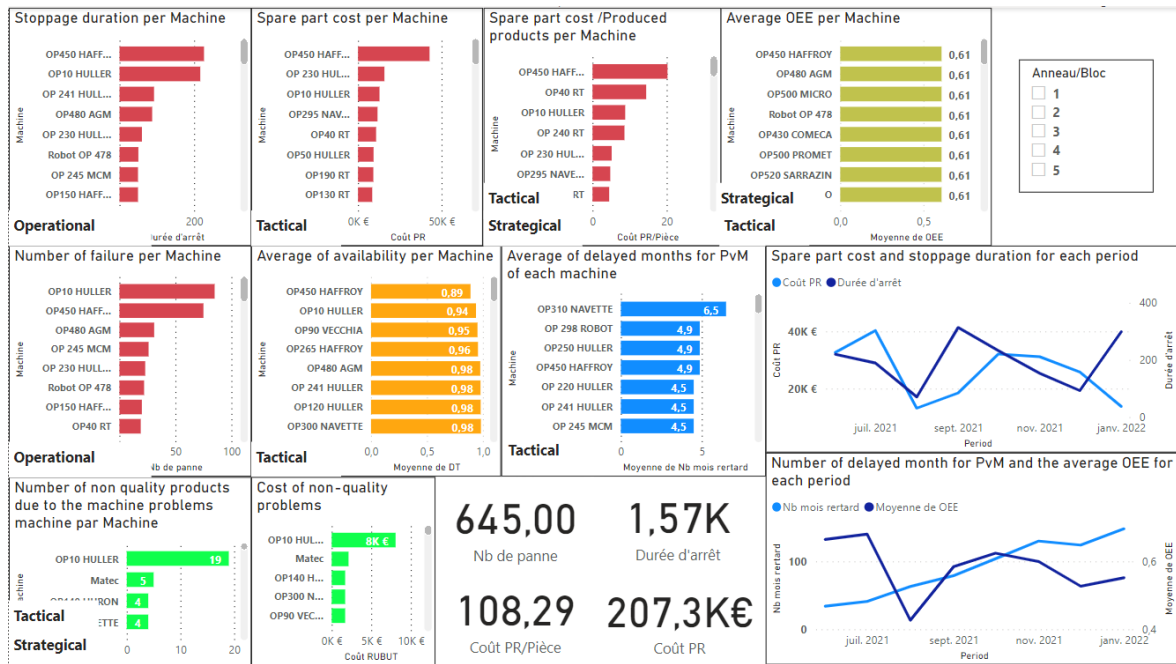 Stoppage duration per Machine
OP450 HAFF...
OP10 HULLER
OP 241 HULL...
OP480 AGM
OP 230 HULL...
Robot OP 478
OP 245 MCM
OP150 HAFF...
Machine
Operational
200
Durée d'arrêt
Spare part cost per Machine
OP450 HAFF...
OP 230 HUL...
OP10 HULLER
OP295 NAV...
OP40 RT
OP50 HULLER
OP190 RT
OP130 RT
Machine
Tactical
0K €
50K €
Coût PR
Spare part cost /Produced
products per Machine
OP450 HAFF...
OP40 RT
OP10 HULLER
OP 240 RT
OP 230 HUL...
OP295 NAVE...
RT
Machine
Tactical
Strategical
0
20
Coût PR/Pièce
Average OEE per Machine
OP450 HAFFROY 0,61
OP480 AGM 0,61
OP500 MICRO 0,61
Robot OP 478 0,61
OP430 COMECA 0,61
OP500 PROMET 0,61
OP520 SARRAZIN 0,61
O 0,61
Machine
Strategical
Tactical
0,0
0,5
Moyenne de OEE
Anneau/Bloc
1
2
3
4
5
Number of failure per Machine
OP10 HULLER
OP450 HAFF...
OP480 AGM
OP 245 MCM
OP 230 HULL...
Robot OP 478
OP150 HAFF...
OP40 RT
Machine
Operational
50
100
Nb de panne
Average of availability per Machine
OP450 HAFFROY 0,89
OP10 HULLER 0,94
OP90 VECCHIA 0,95
OP265 HAFFROY 0,96
OP480 AGM 0,98
OP 241 HULLER 0,98
OP120 HULLER 0,98
OP300 NAVETTE 0,98
Machine
Tactical
0,0
0,5
1,0
Moyenne de DT
Average of delayed months for PvM
of each machine
OP310 NAVETTE 6,5
OP 298 ROBOT 4,9
OP250 HULLER 4,9
OP450 HAFFROY 4,9
OP 220 HULLER 4,5
OP 241 HULLER 4,5
OP 245 MCM 4,5
Machine
Tactical
0
5
Moyenne de Nb mois rertard
Spare part cost and stoppage duration for each period
Coût PR Durée d'arrêt
40K €
20K €
Coût PR
400
200
0
Durée d'arrêt
juil. 2021 sept. 2021 nov. 2021 janv. 2022
Period
Number of non quality products
due to the machine problems
machine par Machine
OP10 HULLER 19
Matec 5
4
ETTE 4
Tactical
Strategical
0
10
20
Cost of non-quality
problems
OP10 HUL... 8K €
Matec
OP140 H...
OP300 N...
OP90 VEC...
Machine
0K €
5K €
10K €
Coût RUBUT
645,00
Nb de panne
1,57K
Durée d'arrêt
108,29
Coût PR/Pièce
207,3K€
Coût PR
Number of delayed month for PvM and the average OEE for
each period
Nb mois rertard Moyenne de OEE
100
0
Nb mois rertard
0,6
0,4
Moyenne de OEE
juil. 2021 sept. 2021 nov. 2021 janv. 2022
Period